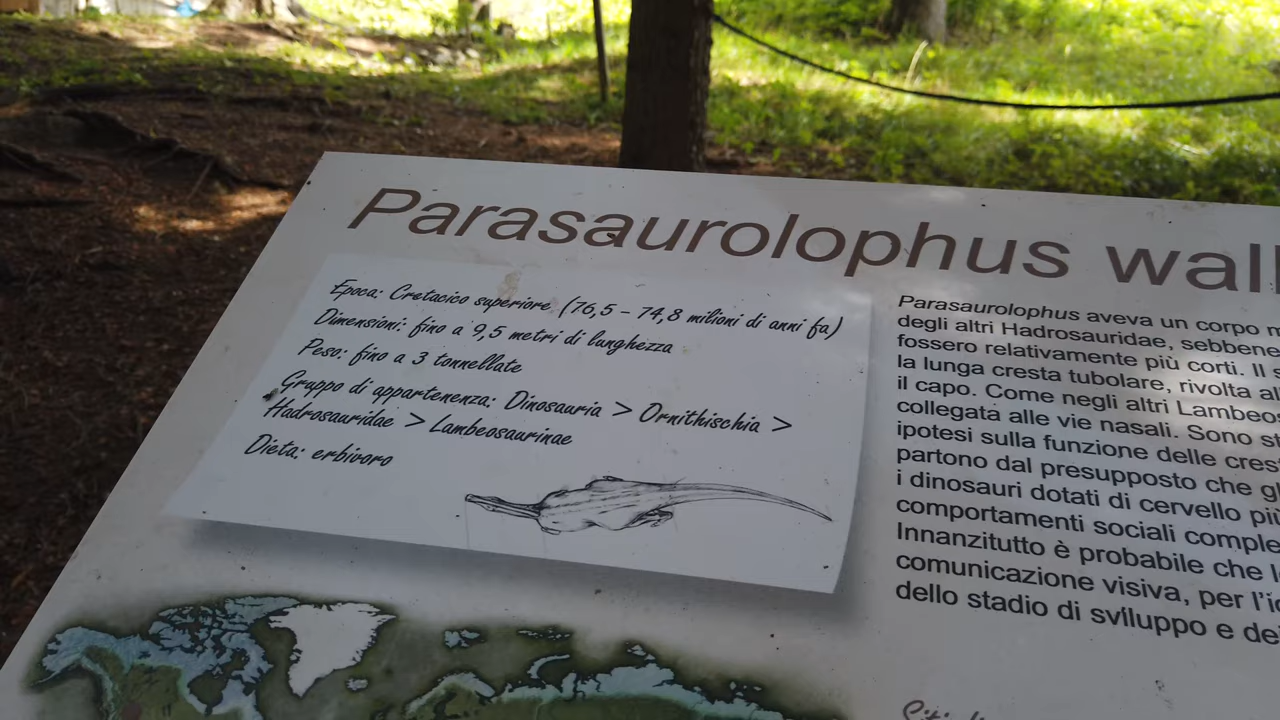 Parasaurolophus wall
Epoca: Cretacico superiore (76,5 - 74,8 milioni di anni fa)
Dimensioni: fino a 9,5 metri di lunghezza
Peso: fino a 3 tonnellate
Gruppo di appartenenza: Dinosauria > Ornithischia >
Hadrosauridae > Lambeosaurinae
Dieta: erbivoro
Parasaurolophus aveva un corpo
degli altri Hadrosauridae, sebbene
fossero relativamente più corti. Il
la lunga cresta tubolare, rivolta
il capo. Come negli altri Lambeos
collegata alle vie nasali. Sono
ipotesi sulla funzione delle cres
partono dal presupposto che
i dinosauri dotati di cervello più
comportamenti sociali comple
Innanzitutto è probabile che
comunicazione visiva, per
dello stadio di sviluppo e